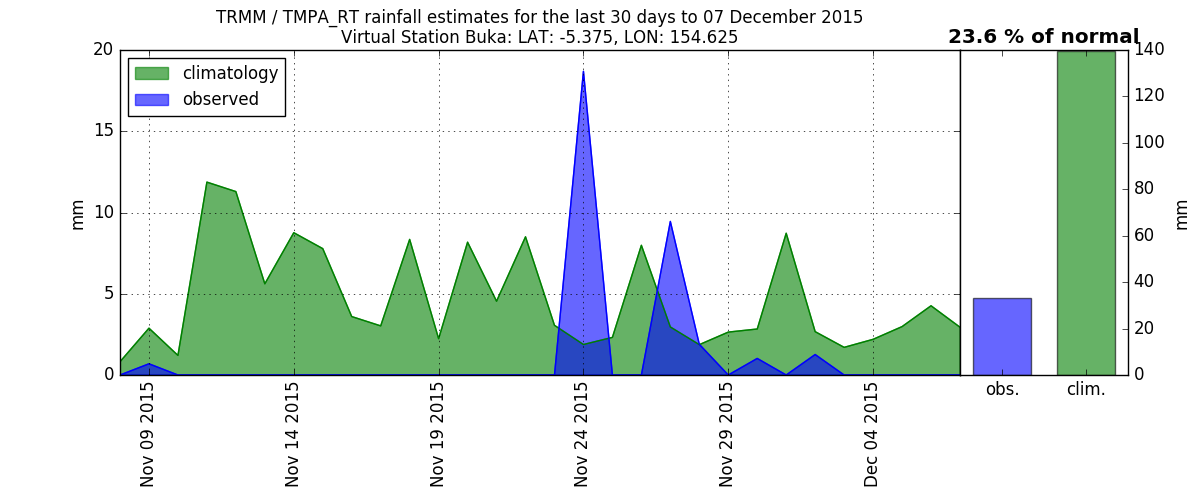 TRMM / TMPA_RT rainfall estimates for the last 30 days to 07 December 2015
Virtual Station Buka: LAT: -5.375, LON: 154.625
23.6 % of normal
climatology
observed
20
15
10
5
0
mm
Nov 09 2015
Nov 14 2015
Nov 19 2015
Nov 24 2015
Nov 29 2015
Dec 04 2015
obs.
clim.
140
120
100
80
60
40
20
0
mm